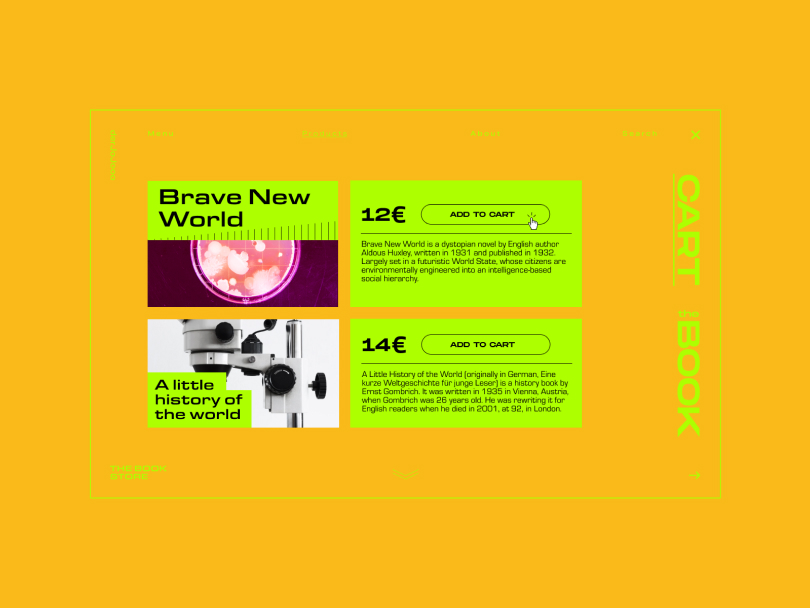 Menu
Products
About
Search
Brave New
World
12€
ADD TO CART
Brave New World is a dystopian novel by English author
Aldous Huxley, written in 1931 and published in 1932.
Largely set in a futuristic World State, whose citizens are
environmentally engineered into an intelligence-based
social hierarchy.
A little
history of
the world
14€
ADD TO CART
A Little History of the World (originally in German, Eine
kurze Weltgeschichte für junge Leser) is a history book by
Ernst Gombrich. It was written in 1935 in Vienna, Austria,
when Gombrich was 26 years old. He was rewriting it for
English readers when he died in 2001, at 92, in London.
CART
the
BOOK
THE BOOK
STORE